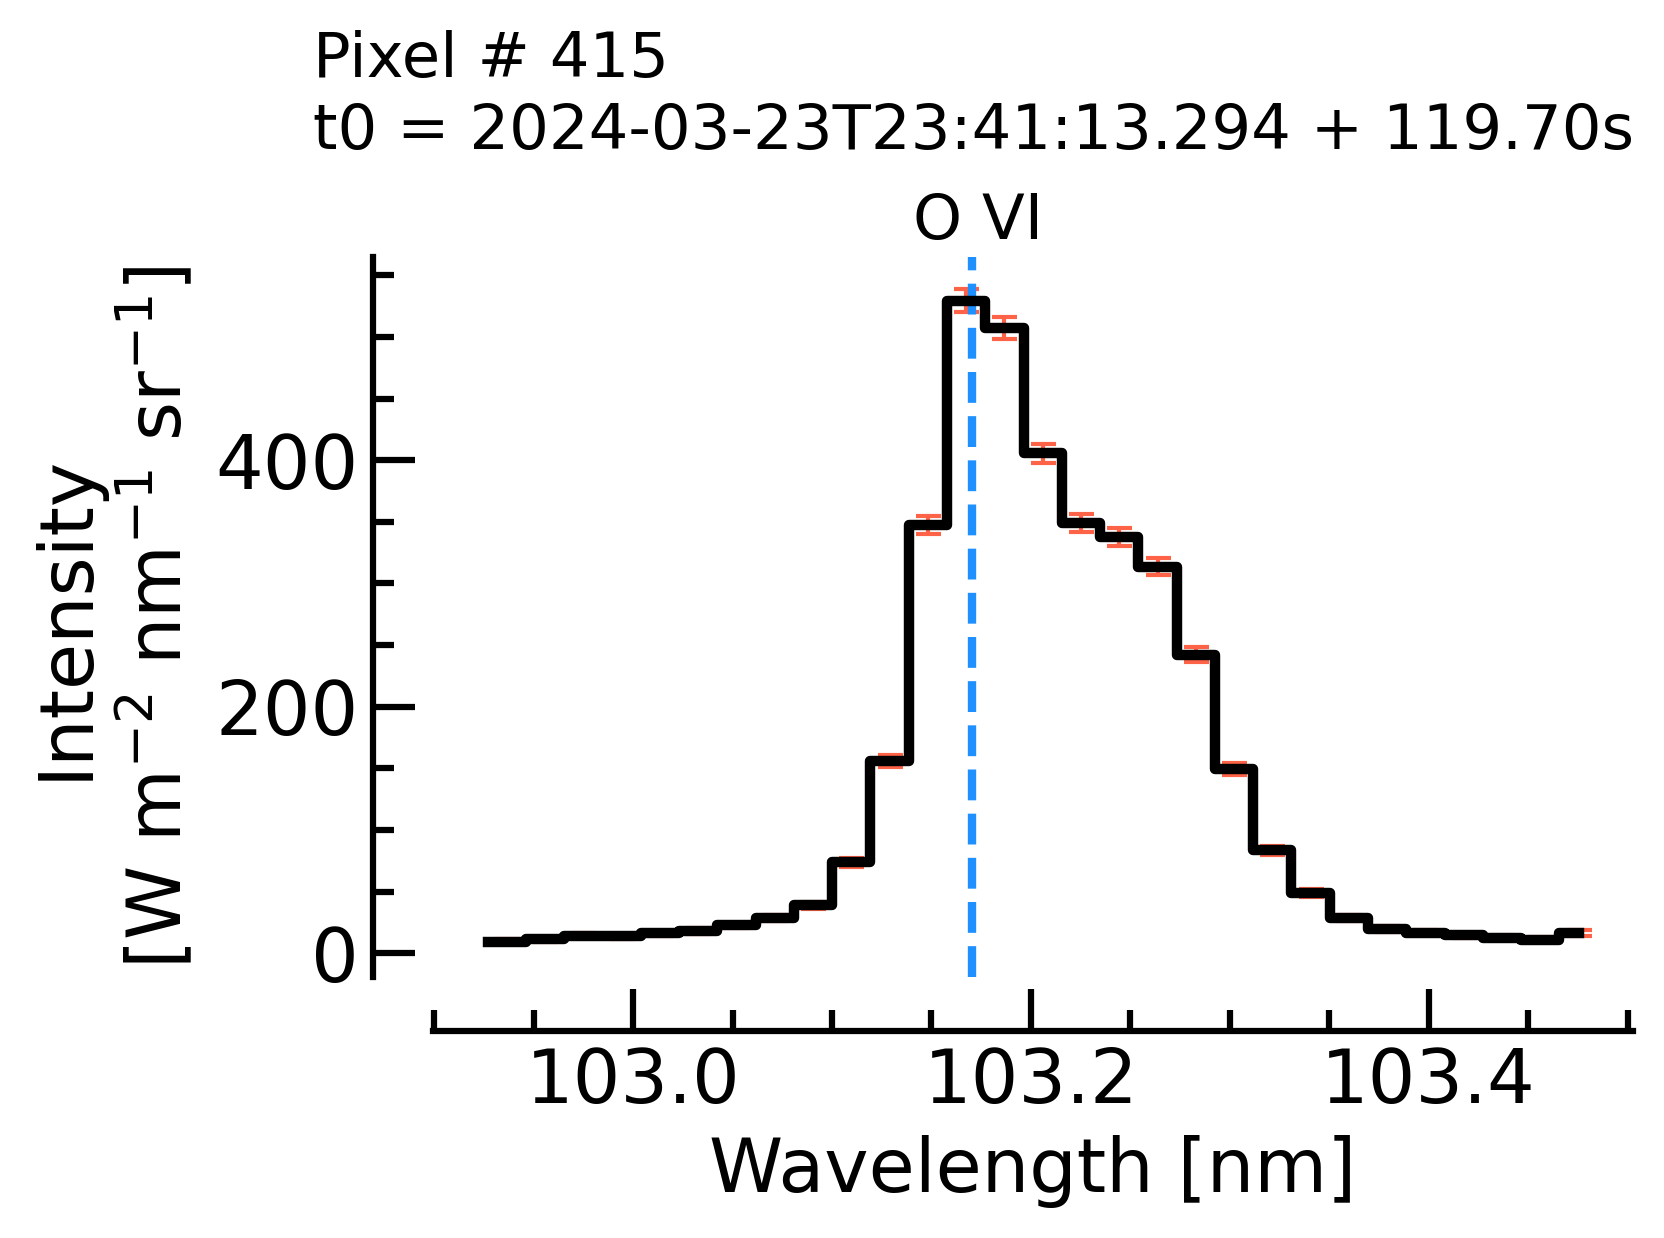 Pixel # 415
t0 = 2024-03-23T23:41:13.294 + 119.70s
O VI
Intensity
[W m⁻² nm⁻¹ sr⁻¹]
400
200
0
103.0 103.2 103.4
Wavelength [nm]